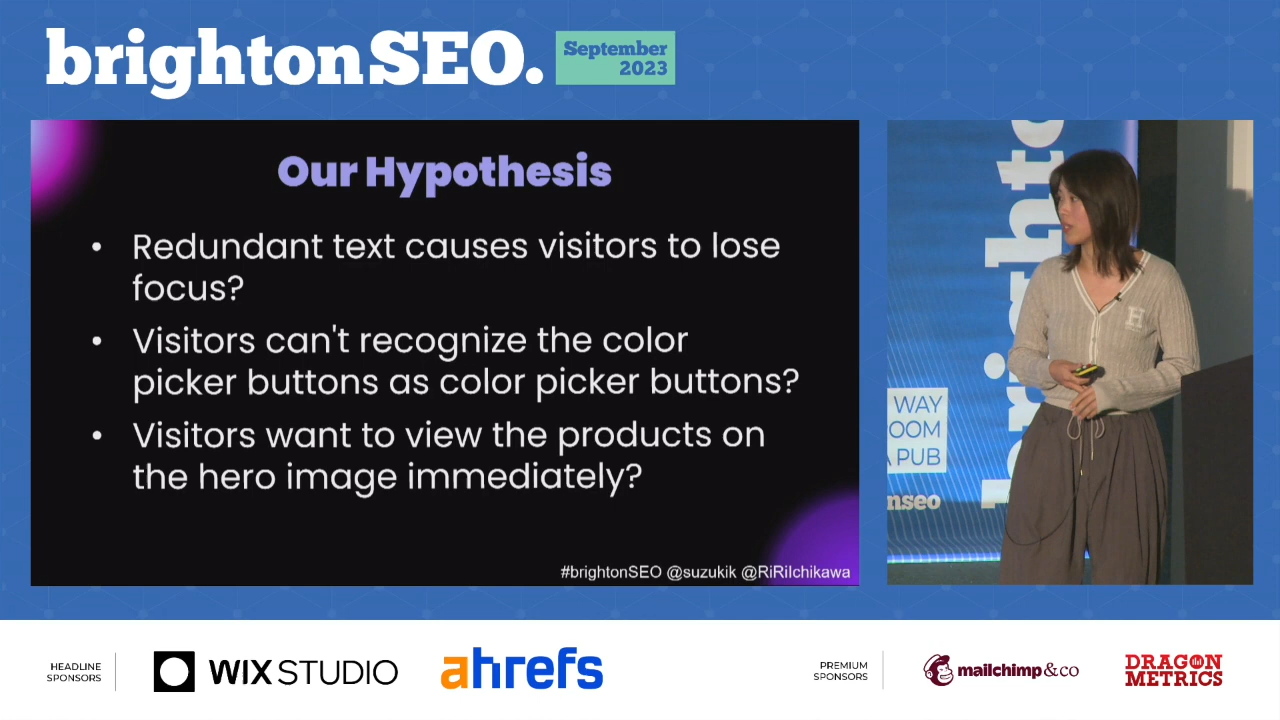 brightonSEO.
September
2023
Our Hypothesis
• Redundant text causes visitors to lose
focus?
• Visitors can't recognize the color
picker buttons as color picker buttons?
• Visitors want to view the products on
the hero image immediately?
#brightonSEO @suzukik @RiRiIchikawa
brighto
H
WAY
OOM
A PUB
nseo
HEADLINE
SPONSORS
WIX STUDIO
ahrefs
PREMIUM
SPONSORS
mailchimp&co
DRAGON
METRICS